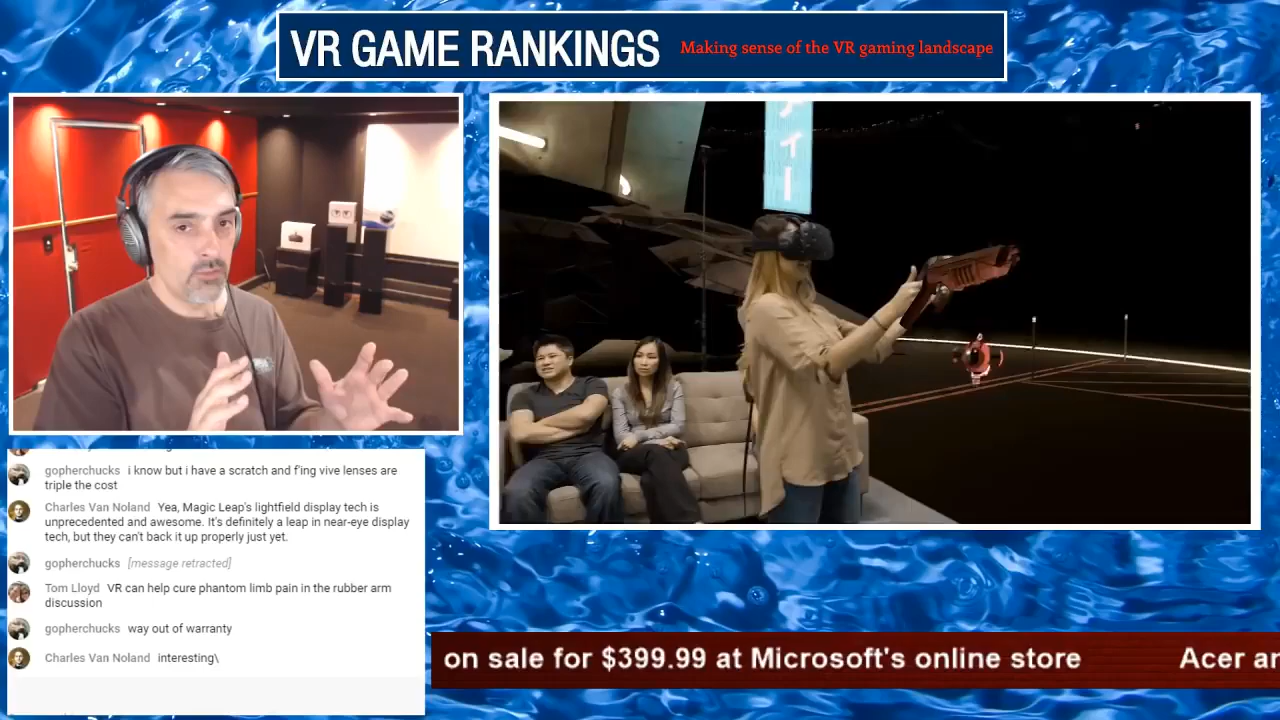 VR GAME RANKINGS Making sense of the VR gaming landscape
ィ
ー
gopherchucks i know but i have a scratch and f'ing vive lenses are
triple the cost
Charles Van Noland Yea, Magic Leap's lightfield display tech is
unprecedented and awesome. It's definitely a leap in near-eye display
tech, but they can't back it up properly just yet.
gopherchucks [message retracted]
Tom Lloyd VR can help cure phantom limb pain in the rubber arm
discussion
gopherchucks way out of warranty
Charles Van Noland interesting\
on sale for $399.99 at Microsoft's online store Acer